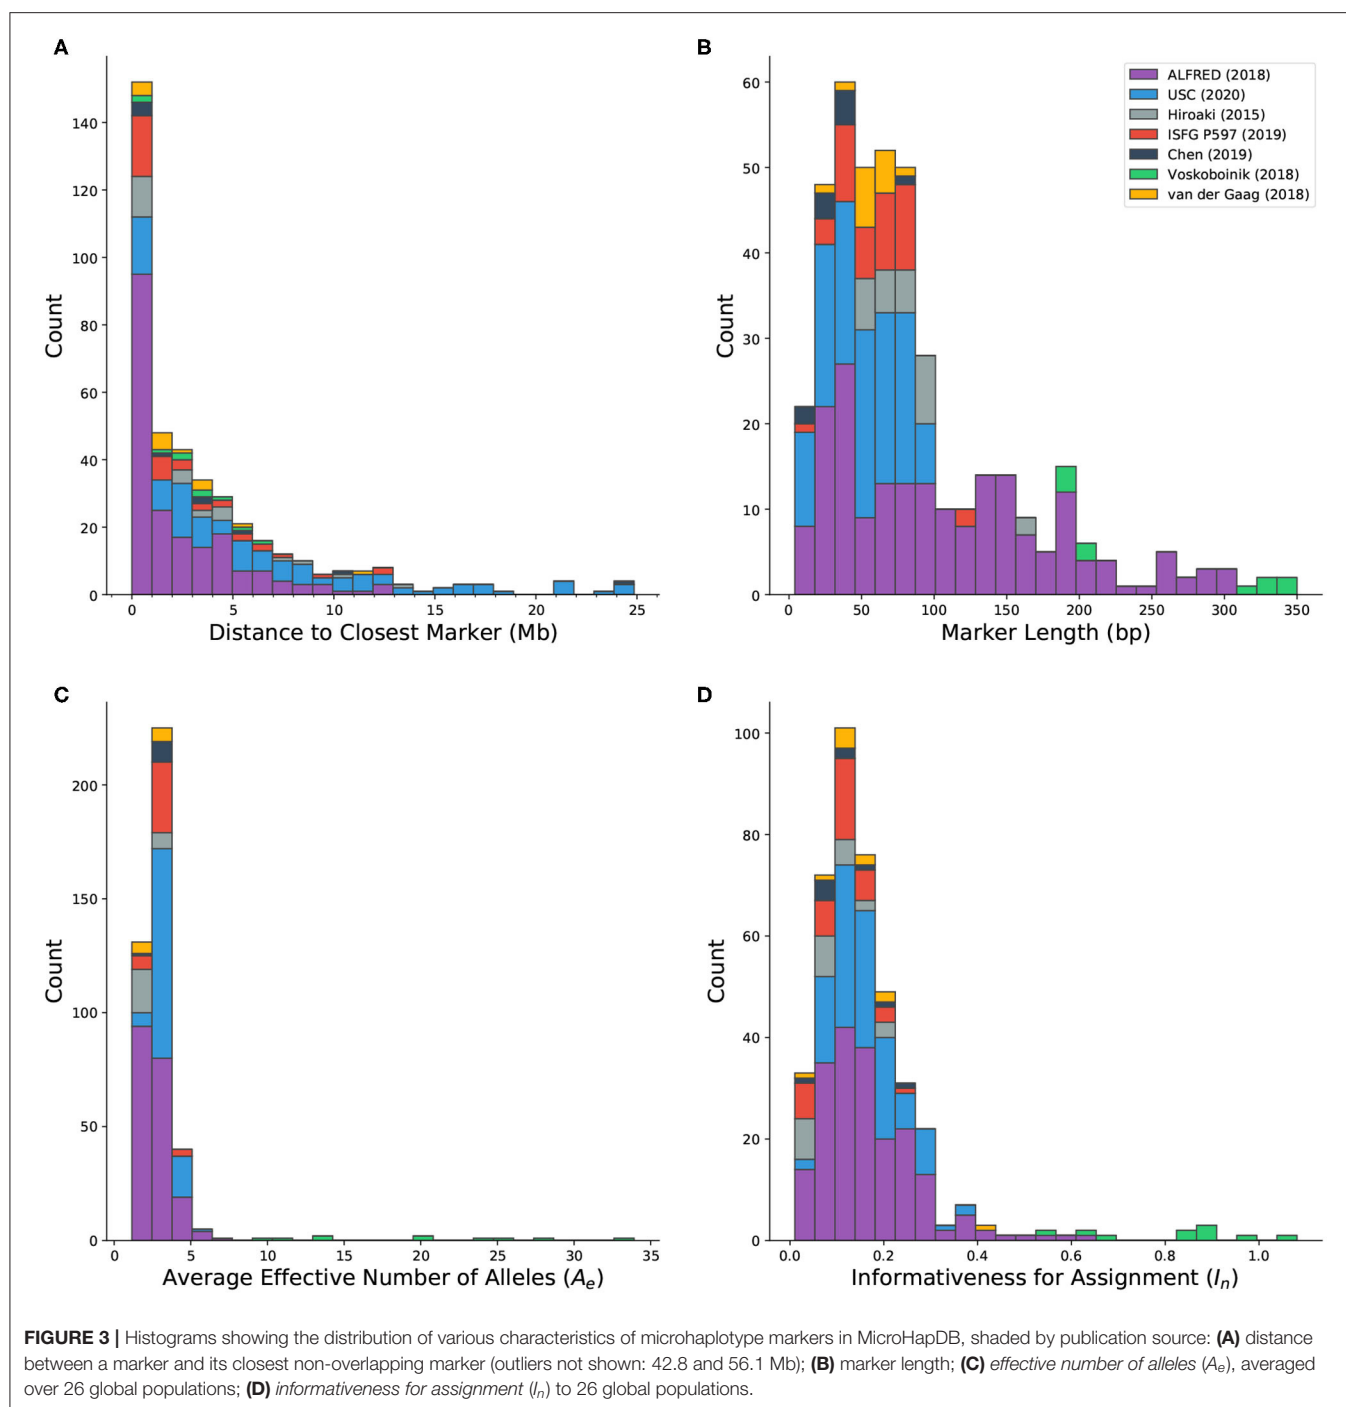 A
140
120
100
80
60
40
20
0
Count
0 5 10 15 20 25
Distance to Closest Marker (Mb)
B
60
50
40
30
20
10
0
Count
0 50 100 150 200 250 300 350
Marker Length (bp)
ALFRED (2018)
USC (2020)
Hiroaki (2015)
ISFG P597 (2019)
Chen (2019)
Voskoboinik (2018)
van der Gaag (2018)
C
200
150
100
50
0
Count
0 5 10 15 20 25 30 35
Average Effective Number of Alleles (Ae)
D
100
80
60
40
20
0
Count
0.0 0.2 0.4 0.6 0.8 1.0
Informativeness for Assignment (In)
FIGURE 3 | Histograms showing the distribution of various characteristics of microhaplotype markers in MicroHapDB, shaded by publication source: (A) distance
between a marker and its closest non-overlapping marker (outliers not shown: 42.8 and 56.1 Mb); (B) marker length; (C) effective number of alleles (Ae), averaged
over 26 global populations; (D) informativeness for assignment (In) to 26 global populations.